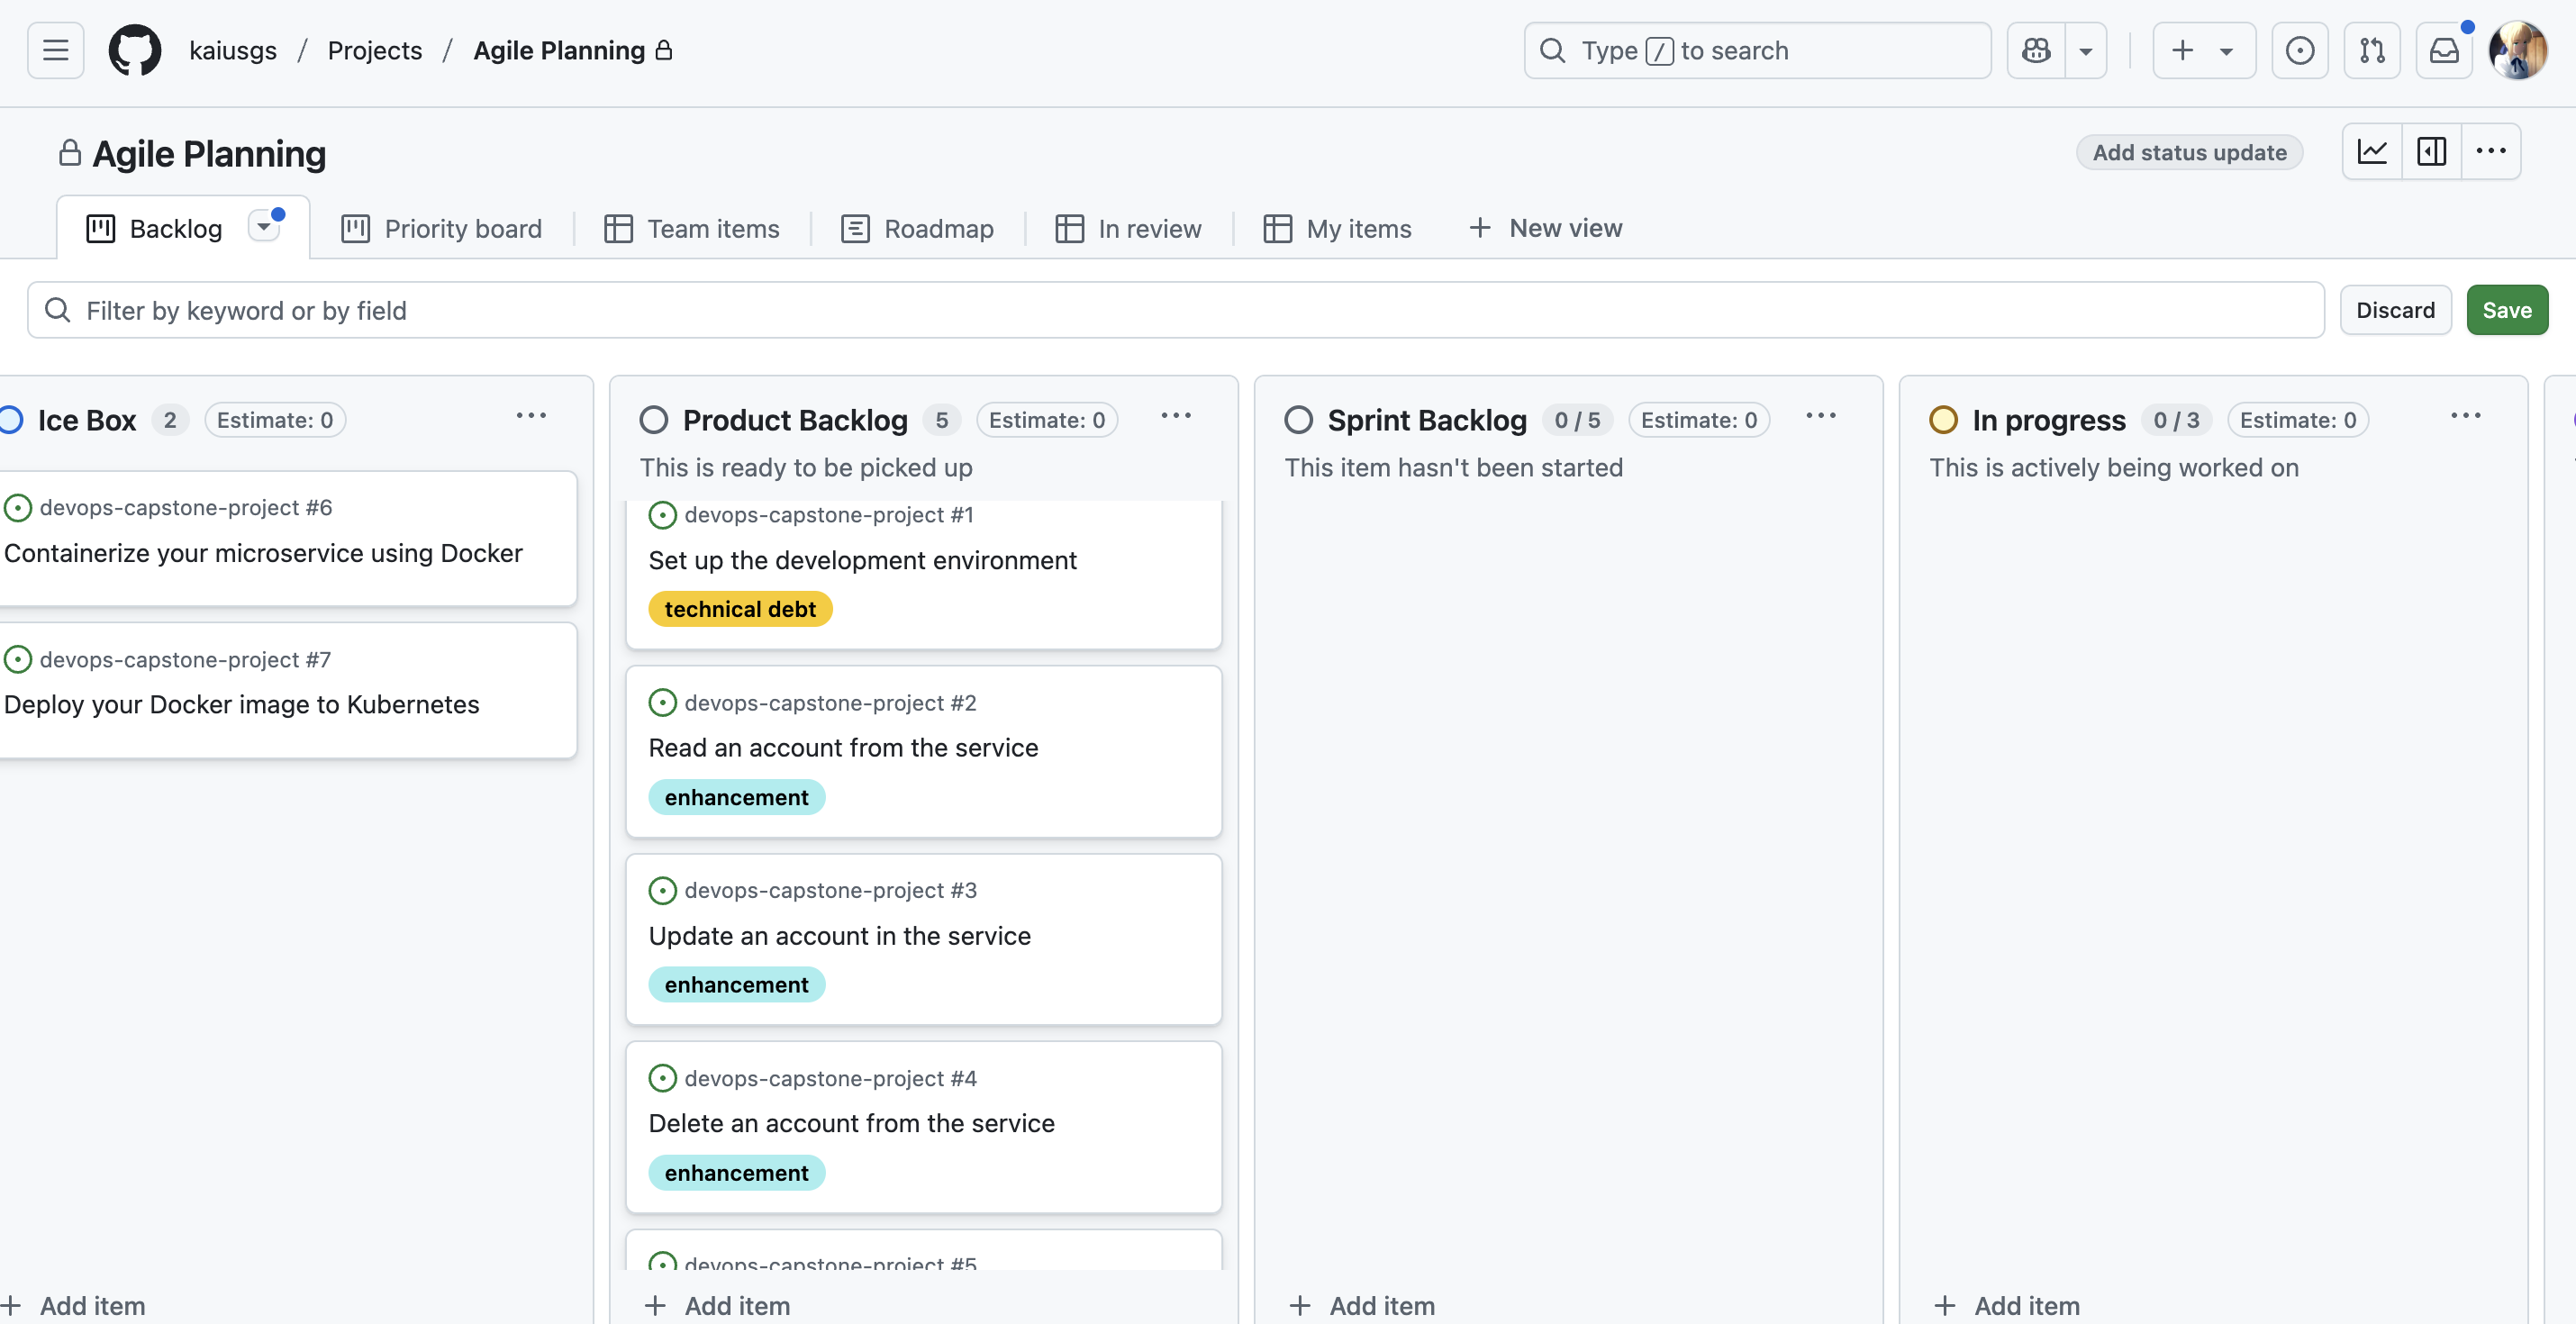 kaiusgs / Projects / Agile Planning
Type / to search
Agile Planning
Add status update
Backlog
Priority board
Team items
Roadmap
In review
My items
New view
Filter by keyword or by field
Discard
Save
Ice Box 2 Estimate: 0
devops-capstone-project #6
Containerize your microservice using Docker
devops-capstone-project #7
Deploy your Docker image to Kubernetes
Add item
Product Backlog 5 Estimate: 0
This is ready to be picked up
devops-capstone-project #1
Set up the development environment
technical debt
devops-capstone-project #2
Read an account from the service
enhancement
devops-capstone-project #3
Update an account in the service
enhancement
devops-capstone-project #4
Delete an account from the service
enhancement
devops-capstone-project #5
Add item
Sprint Backlog 0 / 5 Estimate: 0
This item hasn't been started
Add item
In progress 0 / 3 Estimate: 0
This is actively being worked on
Add item